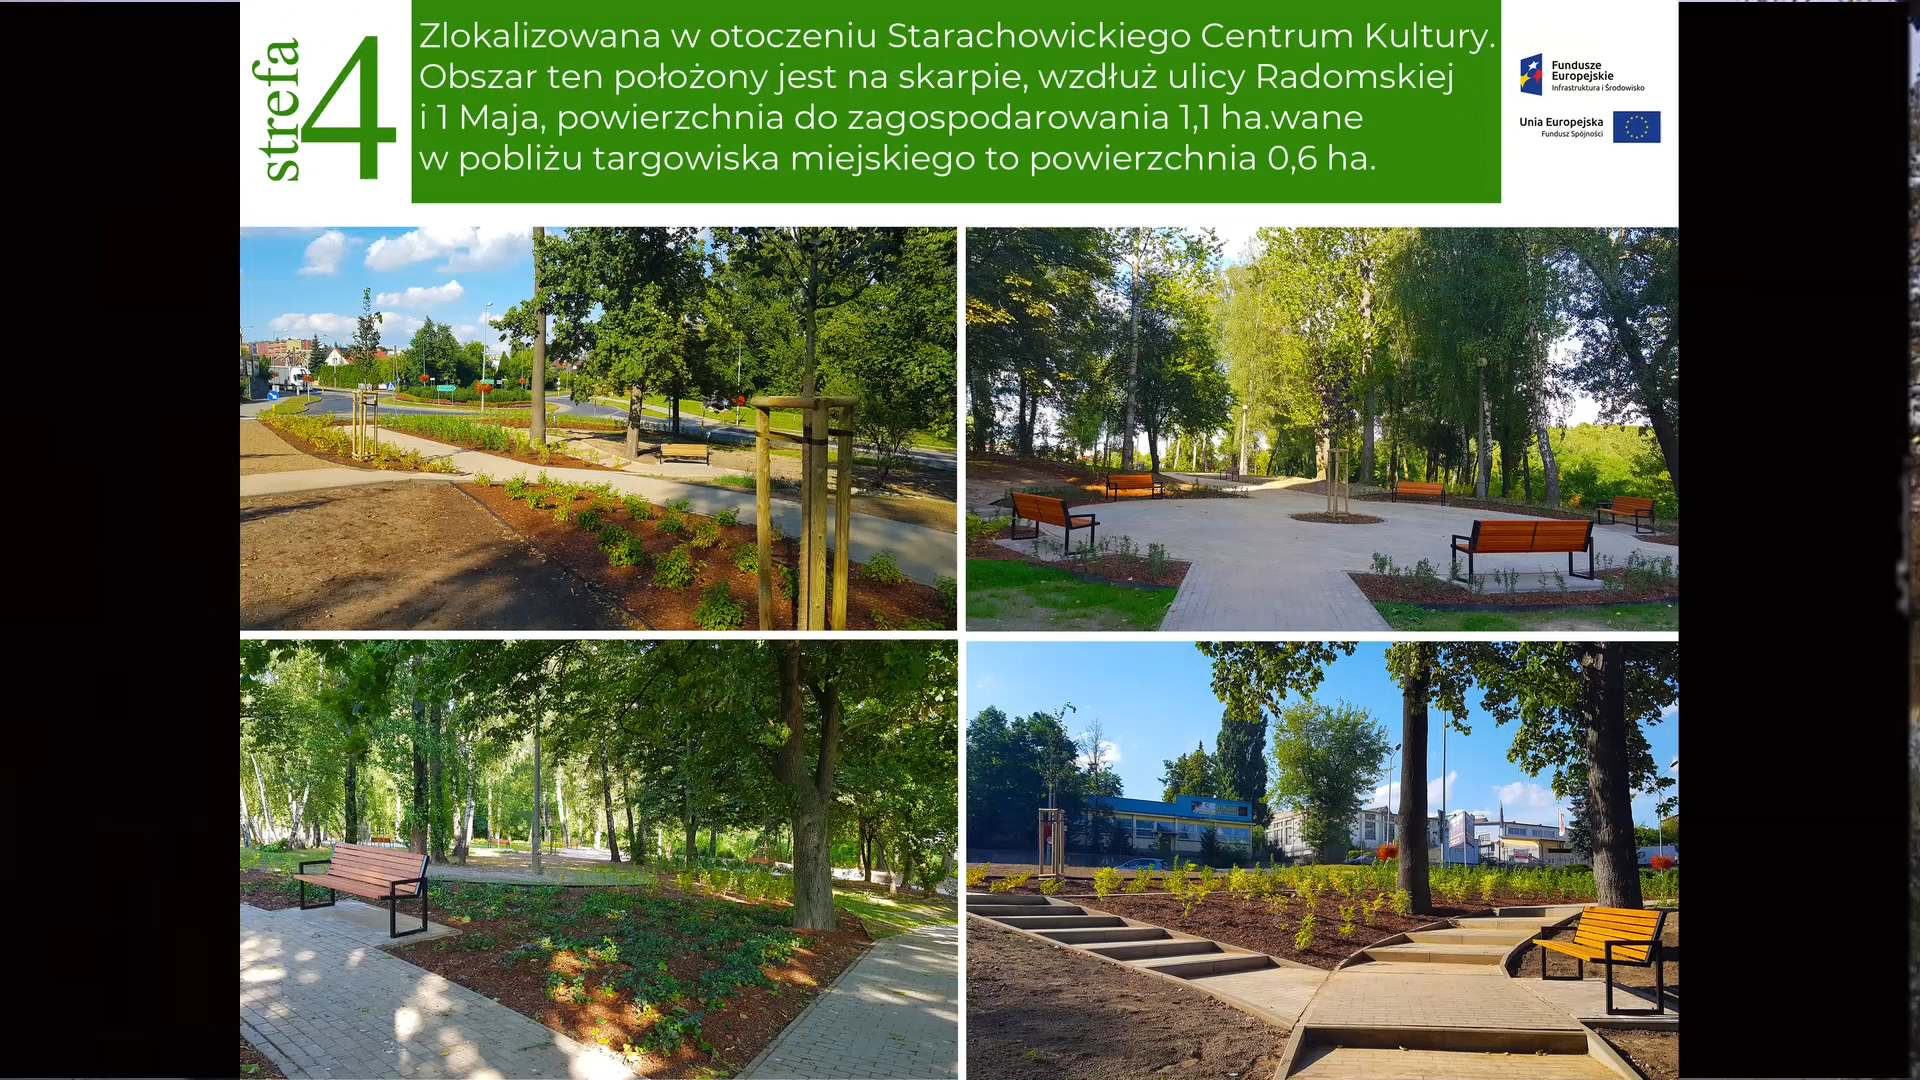 strefa
4
Zlokalizowana w otoczeniu Starachowickiego Centrum Kultury.
Obszar ten położony jest na skarpie, wzdłuż ulicy Radomskiej
i 1 Maja, powierzchnia do zagospodarowania 1,1 ha.wane
w pobliżu targowiska miejskiego to powierzchnia 0,6 ha.
Fundusze
Europejskie
Infrastruktura i Środowisko
Unia Europejska
Fundusz Spójności